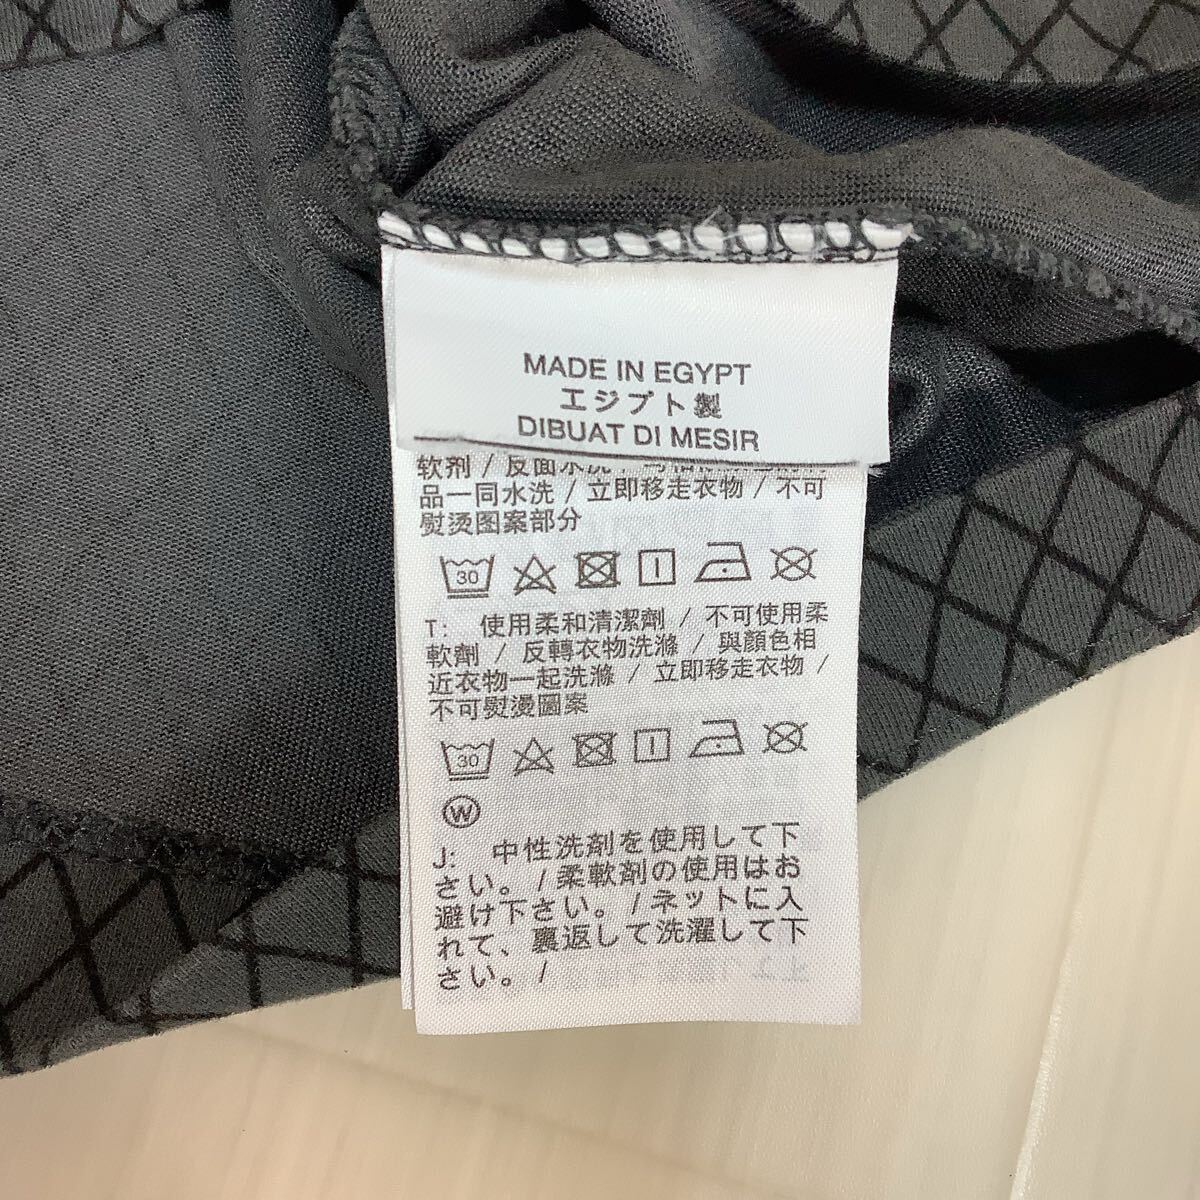 MADE IN EGYPT
エジプト製
DIBUAT DI MESIR
软剂 / 反面水洗
品一同水洗 / 立即移走衣物 / 不可
熨烫图案部分
30
T: 使用柔和清潔劑 / 不可使用柔
軟劑 / 反轉衣物洗滌 / 與顏色相
近衣物一起洗滌 / 立即移走衣物 /
不可熨燙圖案
30
W
J: 中性洗剤を使用して下
さい。/柔軟剤の使用はお
避け下さい。/ネットに入
れて、裏返して洗濯して下
さい。/